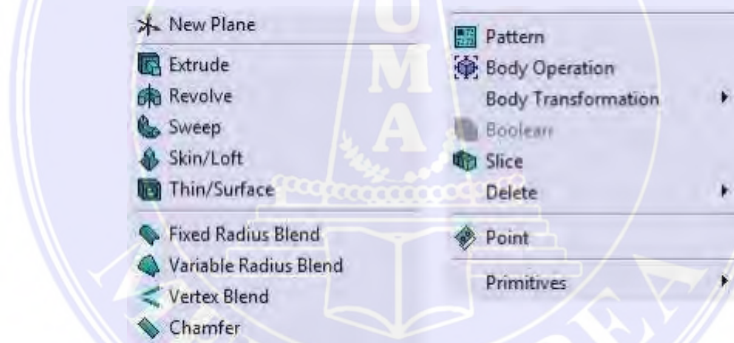 New Plane
Extrude
Revolve
Sweep
Skin/Loft
Thin/Surface
Fixed Radius Blend
Variable Radius Blend
Vertex Blend
Chamfer
Pattern
Body Operation
Body Transformation
Boolean
Slice
Delete
Point
Primitives
UMA